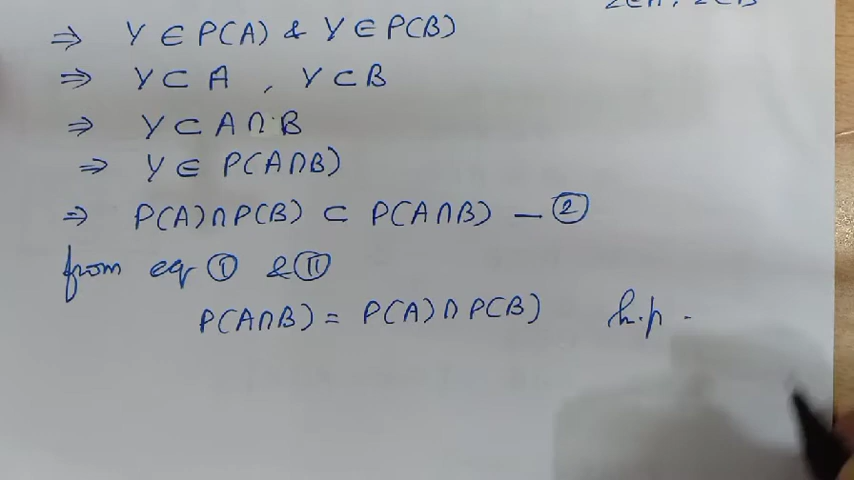 ⇒ Y ∈ P(A) & Y ∈ P(B)
⇒ Y ⊂ A , Y ⊂ B
⇒ Y ⊂ A ∩ B
⇒ Y ∈ P(A∩B)
⇒ P(A)∩P(B) ⊂ P(A∩B) — ②
from eq ① & ⑪
P(A∩B) = P(A)∩P(B) h.p.